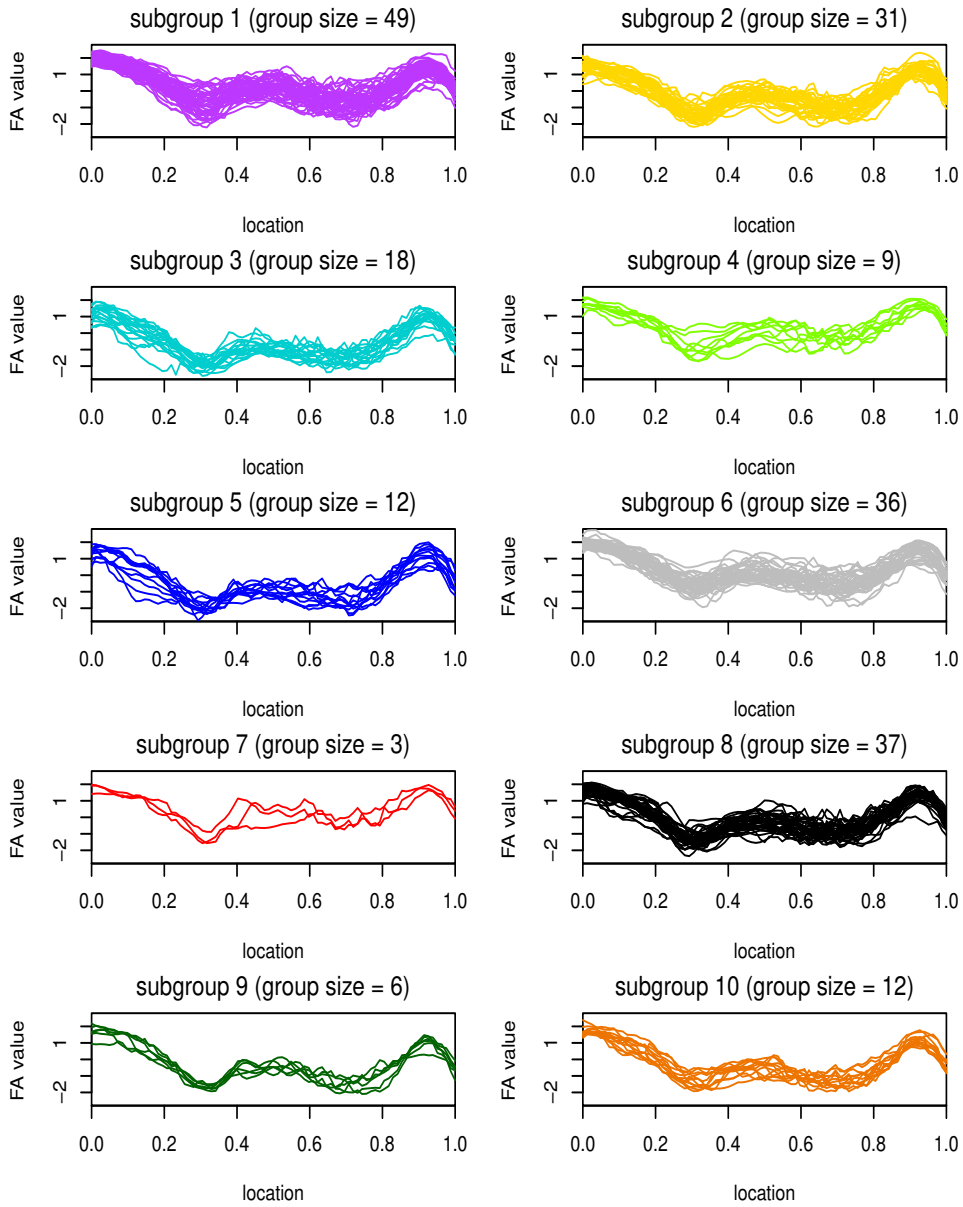 subgroup 1 (group size = 49)
FA value
1
−2
0.0 0.2 0.4 0.6 0.8 1.0
location
subgroup 2 (group size = 31)
FA value
1
−2
0.0 0.2 0.4 0.6 0.8 1.0
location
subgroup 3 (group size = 18)
FA value
1
−2
0.0 0.2 0.4 0.6 0.8 1.0
location
subgroup 4 (group size = 9)
FA value
1
−2
0.0 0.2 0.4 0.6 0.8 1.0
location
subgroup 5 (group size = 12)
FA value
1
−2
0.0 0.2 0.4 0.6 0.8 1.0
location
subgroup 6 (group size = 36)
FA value
1
−2
0.0 0.2 0.4 0.6 0.8 1.0
location
subgroup 7 (group size = 3)
FA value
1
−2
0.0 0.2 0.4 0.6 0.8 1.0
location
subgroup 8 (group size = 37)
FA value
1
−2
0.0 0.2 0.4 0.6 0.8 1.0
location
subgroup 9 (group size = 6)
FA value
1
−2
0.0 0.2 0.4 0.6 0.8 1.0
location
subgroup 10 (group size = 12)
FA value
1
−2
0.0 0.2 0.4 0.6 0.8 1.0
location